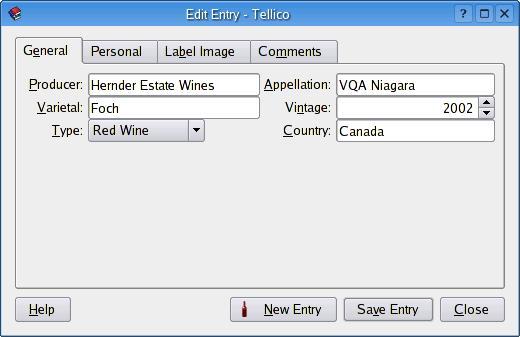 Edit Entry - Tellico
General Personal Label Image Comments
Producer: Hernder Estate Wines Appellation: VQA Niagara
Varietal: Foch Vintage: 2002
Type: Red Wine Country: Canada
Help New Entry Save Entry Close